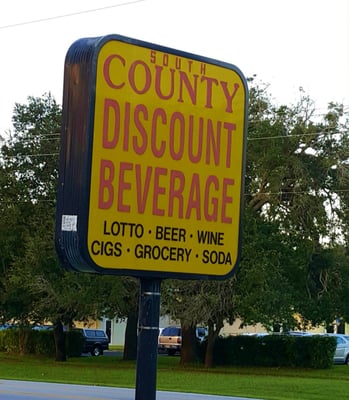 SOUTH
COUNTY
DISCOUNT
BEVERAGE
LOTTO · BEER · WINE
CIGS · GROCERY · SODA